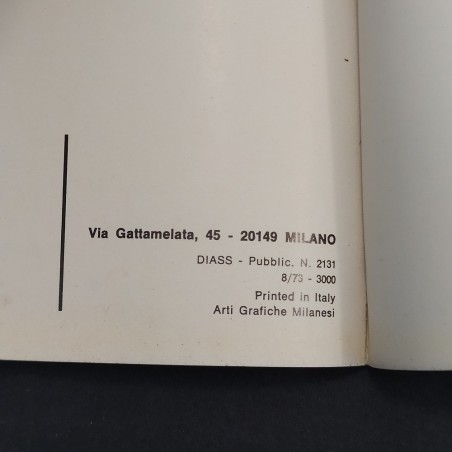 Via Gattamelata, 45 - 20149 MILANO
DIASS - Pubblic. N. 2131
8/73 - 3000
Printed in Italy
Arti Grafiche Milanesi